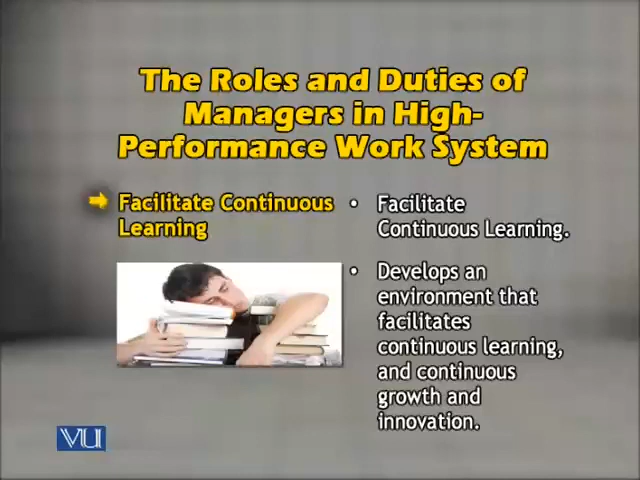 The Roles and Duties of
Managers in High-
Performance Work System
Facilitate Continuous
Learning
• Facilitate
Continuous Learning.
• Develops an
environment that
facilitates
continuous learning,
and continuous
growth and
innovation.
VU